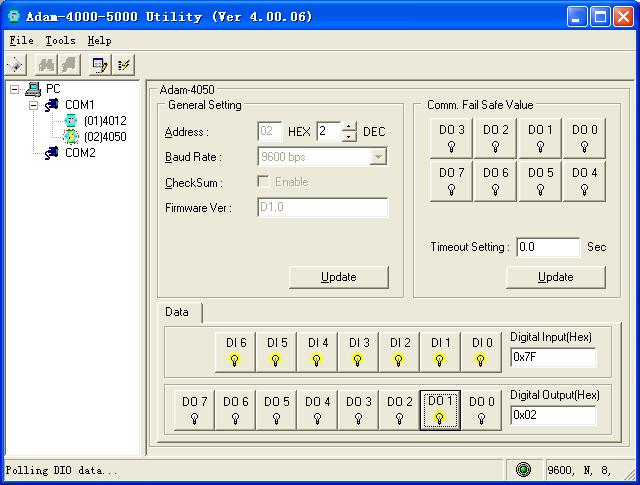 Adam-4000-5000 Utility (Ver 4.00.06)
File Tools Help
PC
COM1
(01)4012
(02)4050
COM2
Adam-4050
General Setting
Address : 02 HEX 2 DEC
Baud Rate : 9600 bps
CheckSum : Enable
Firmware Ver : D1.0
Update
Comm. Fail Safe Value
DO 3 DO 2 DO 1 DO 0
DO 7 DO 6 DO 5 DO 4
Timeout Setting : 0.0 Sec
Update
Data
DI 6 DI 5 DI 4 DI 3 DI 2 DI 1 DI 0
Digital Input(Hex)
0x7F
DO 7 DO 6 DO 5 DO 4 DO 3 DO 2 DO 1 DO 0
Digital Output(Hex)
0x02
Polling DIO data... 9600, N, 8,